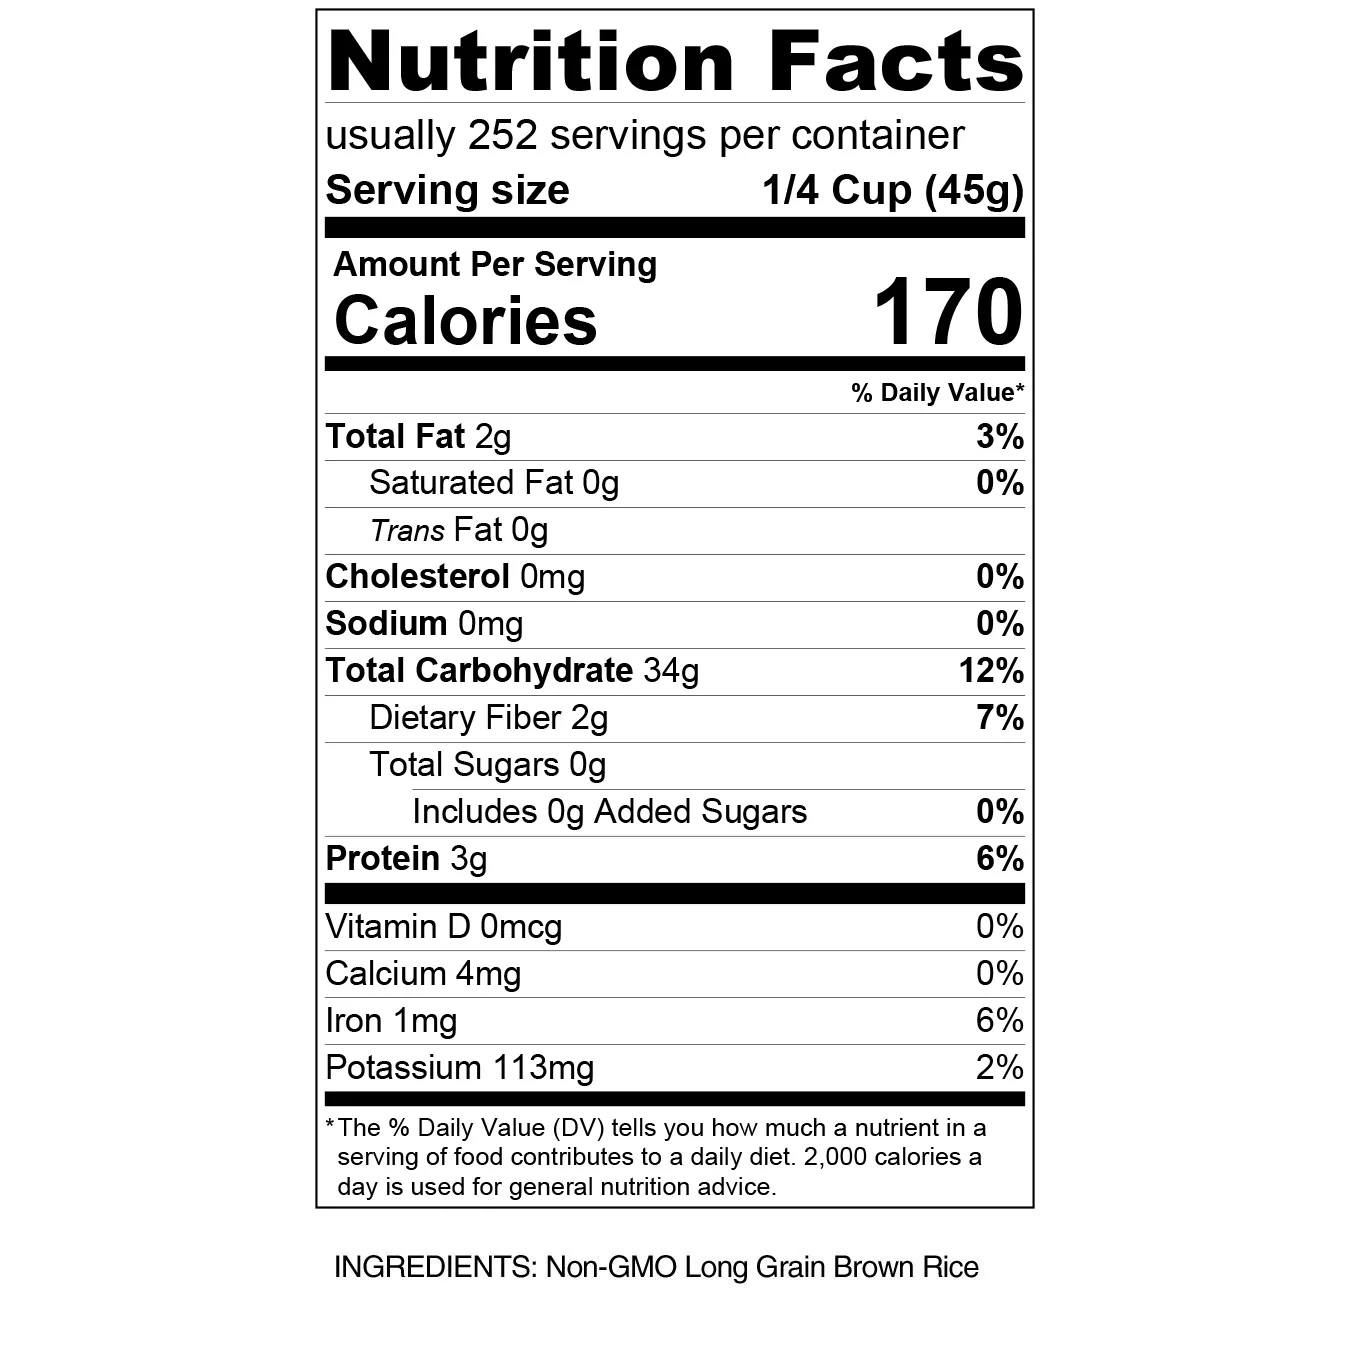 Nutrition Facts
usually 252 servings per container
Serving size 1/4 Cup (45g)
Amount Per Serving
Calories 170
% Daily Value*
Total Fat 2g 3%
Saturated Fat 0g 0%
Trans Fat 0g
Cholesterol 0mg 0%
Sodium 0mg 0%
Total Carbohydrate 34g 12%
Dietary Fiber 2g 7%
Total Sugars 0g
Includes 0g Added Sugars 0%
Protein 3g 6%
Vitamin D 0mcg 0%
Calcium 4mg 0%
Iron 1mg 6%
Potassium 113mg 2%
*The % Daily Value (DV) tells you how much a nutrient in a
serving of food contributes to a daily diet. 2,000 calories a
day is used for general nutrition advice.
INGREDIENTS: Non-GMO Long Grain Brown Rice